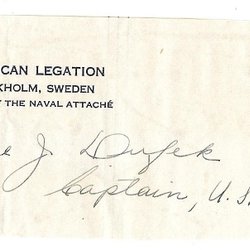 CAN LEGATION
KHOLM, SWEDEN
THE NAVAL ATTACHÉ
J. Dufek
Captain, U. S.